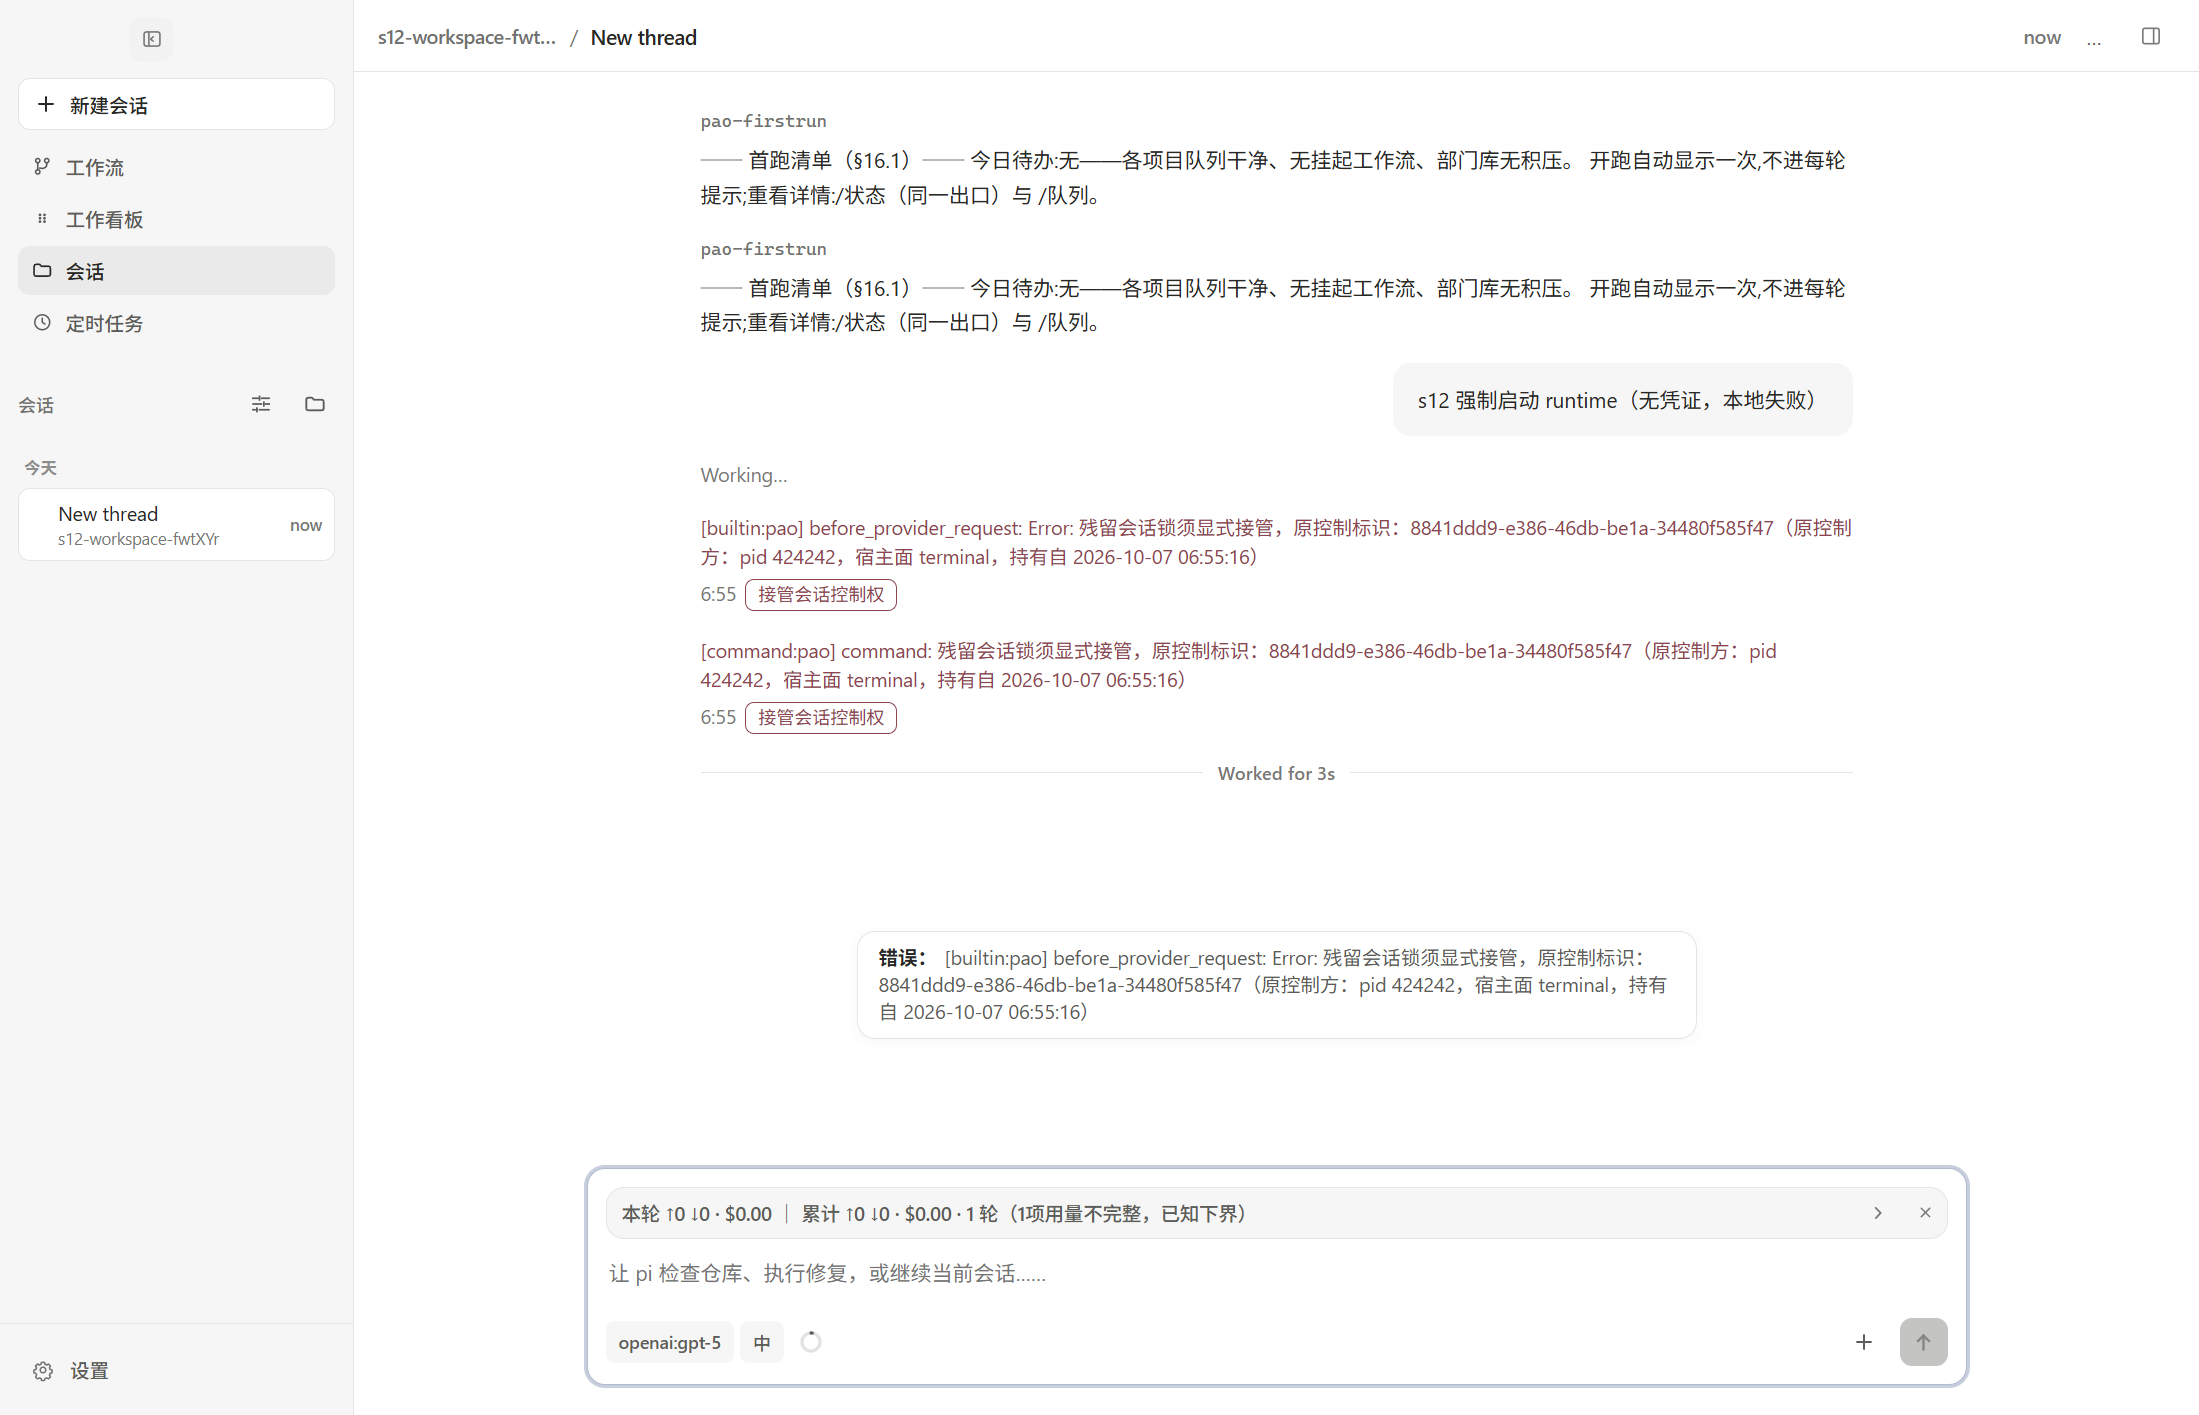 新建会话
工作流
工作看板
会话
定时任务
会话
今天
New thread
now
s12-workspace-fwtXYr
设置
s12-workspace-fwt... / New thread
now ...
pao-firstrun
—— 首跑清单（§16.1）—— 今日待办:无——各项目队列干净、无挂起工作流、部门库无积压。 开跑自动显示一次,不进每轮
提示;重看详情:/状态（同一出口）与 /队列。
pao-firstrun
—— 首跑清单（§16.1）—— 今日待办:无——各项目队列干净、无挂起工作流、部门库无积压。 开跑自动显示一次,不进每轮
提示;重看详情:/状态（同一出口）与 /队列。
s12 强制启动 runtime（无凭证，本地失败）
Working...
[builtin:pao] before_provider_request: Error: 残留会话锁须显式接管，原控制标识：8841ddd9-e386-46db-be1a-34480f585f47（原控制
方：pid 424242，宿主面 terminal，持有自 2026-10-07 06:55:16）
6:55 接管会话控制权
[command:pao] command: 残留会话锁须显式接管，原控制标识：8841ddd9-e386-46db-be1a-34480f585f47（原控制方：pid
424242，宿主面 terminal，持有自 2026-10-07 06:55:16）
6:55 接管会话控制权
Worked for 3s
错误： [builtin:pao] before_provider_request: Error: 残留会话锁须显式接管，原控制标识：
8841ddd9-e386-46db-be1a-34480f585f47（原控制方：pid 424242，宿主面 terminal，持有
自 2026-10-07 06:55:16）
本轮 ↑0 ↓0 · $0.00 ｜ 累计 ↑0 ↓0 · $0.00 · 1 轮（1项用量不完整，已知下界）
让 pi 检查仓库、执行修复，或继续当前会话……
openai:gpt-5 中